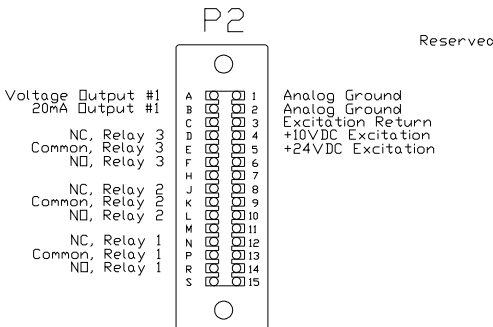 P2
Reserved
Voltage Output #1 A 1 Analog Ground
20mA Output #1 B 2 Analog Ground
C 3 Excitation Return
NC, Relay 3 D 4 +10VDC Excitation
Common, Relay 3 E 5 +24VDC Excitation
NO, Relay 3 F 6
H 7
NC, Relay 2 J 8
Common, Relay 2 K 9
NO, Relay 2 L 10
M 11
NC, Relay 1 N 12
Common, Relay 1 P 13
NO, Relay 1 R 14
S 15